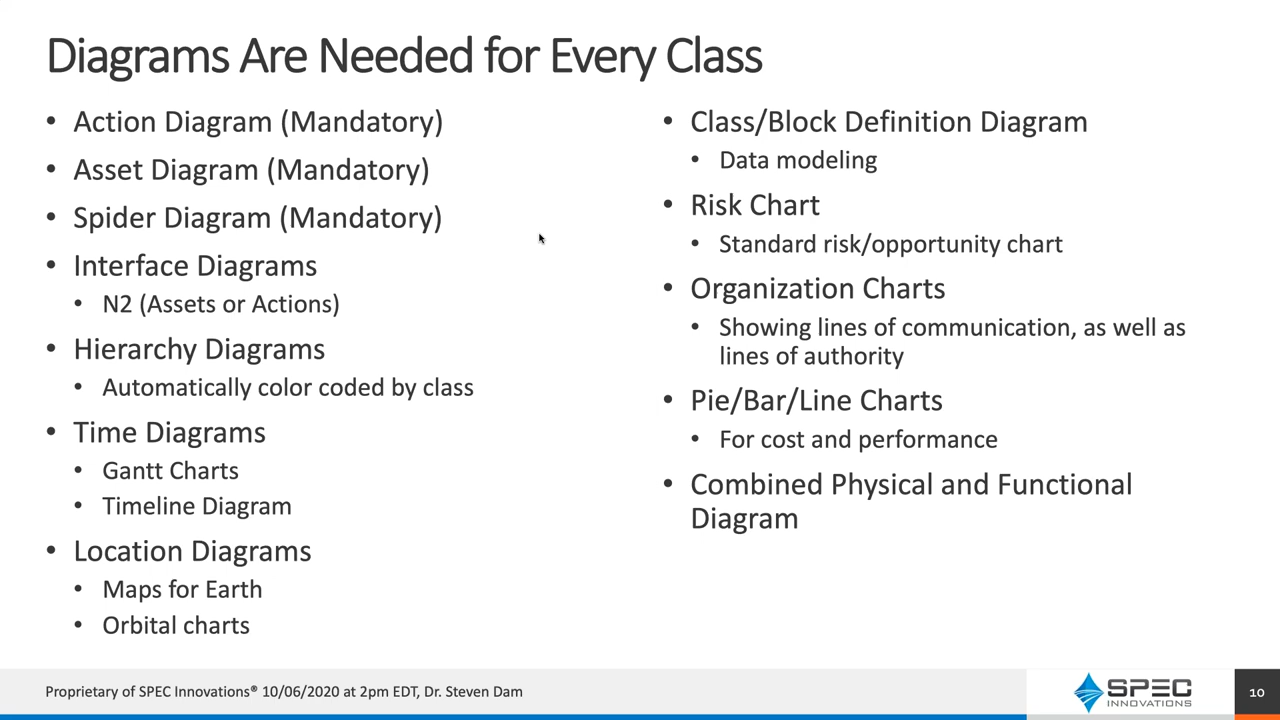 Diagrams Are Needed for Every Class
• Action Diagram (Mandatory)
• Asset Diagram (Mandatory)
• Spider Diagram (Mandatory)
• Interface Diagrams
• N2 (Assets or Actions)
• Hierarchy Diagrams
• Automatically color coded by class
• Time Diagrams
• Gantt Charts
• Timeline Diagram
• Location Diagrams
• Maps for Earth
• Orbital charts
• Class/Block Definition Diagram
• Data modeling
• Risk Chart
• Standard risk/opportunity chart
• Organization Charts
• Showing lines of communication, as well as
lines of authority
• Pie/Bar/Line Charts
• For cost and performance
• Combined Physical and Functional
Diagram
Proprietary of SPEC Innovations® 10/06/2020 at 2pm EDT, Dr. Steven Dam
SPEC
INNOVATIONS
10